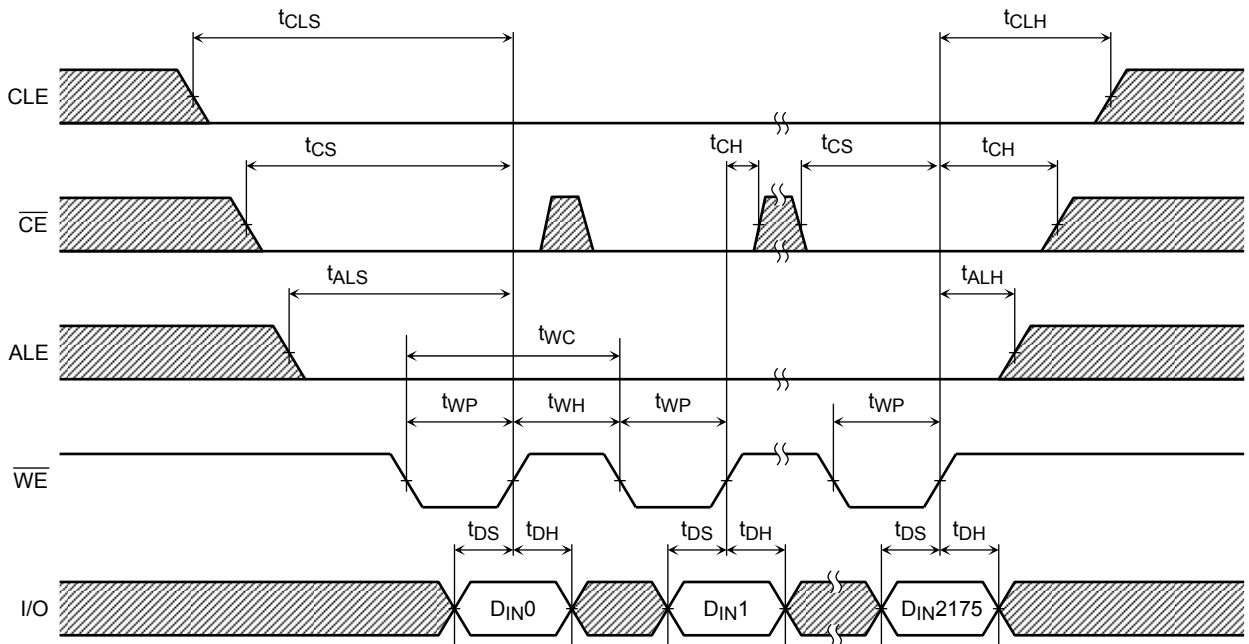 tCLS tCLH
CLE
tCS tCH tCS tCH
CE
tALS tALH
ALE
tWC
tWP tWH tWP tWP
WE
tDS tDH tDS tDH tDS tDH
I/O DIN0 DIN1 DIN2175